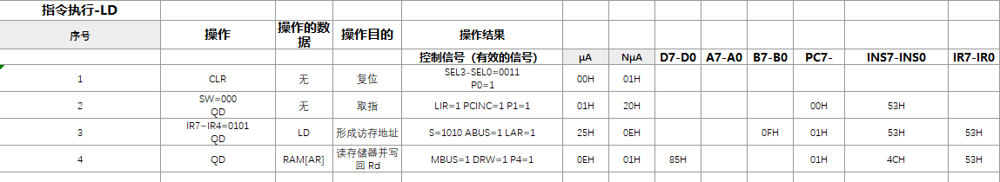 指令执行-LD
序号 操作 操作的数据 操作目的 操作结果
控制信号（有效的信号） μA NμA D7-D0 A7-A0 B7-B0 PC7- INS7-INS0 IR7-IR0
1 CLR 无 复位 SEL3-SEL0=0011 P0=1 00H 01H
2 SW=000 QD 无 取指 LIR=1 PCINC=1 P1=1 01H 20H 00H 53H
3 IR7-IR4=0101 QD LD 形成访存地址 S=1010 ABUS=1 LAR=1 25H 0EH 0FH 01H 53H 53H
4 QD RAM[AR] 读存储器并写回 Rd MBUS=1 DRW=1 P4=1 0EH 01H 85H 01H 4CH 53H